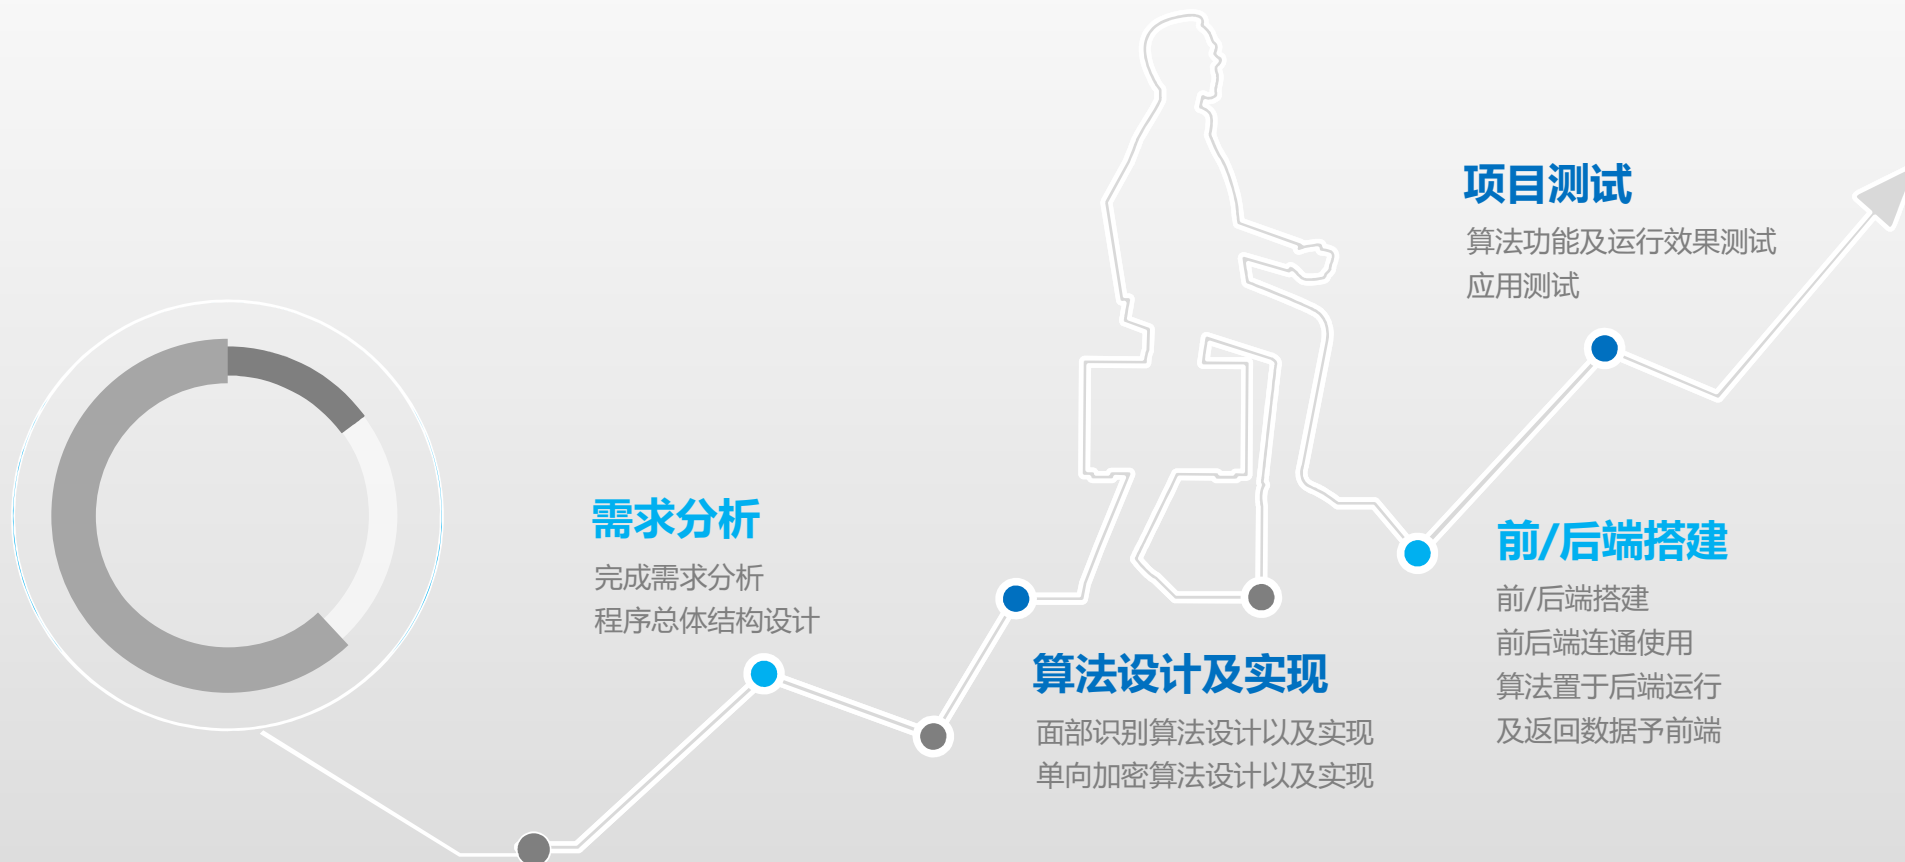 需求分析
完成需求分析
程序总体结构设计
算法设计及实现
面部识别算法设计以及实现
单向加密算法设计以及实现
前/后端搭建
前/后端搭建
前后端连通使用
算法置于后端运行
及返回数据予前端
项目测试
算法功能及运行效果测试
应用测试